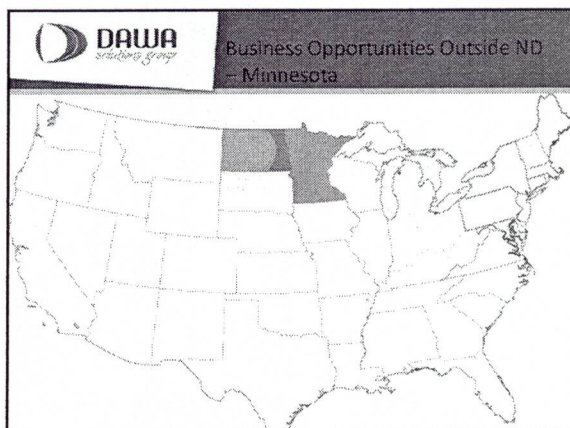 DAWA
solutions group
Business Opportunities Outside ND
– Minnesota